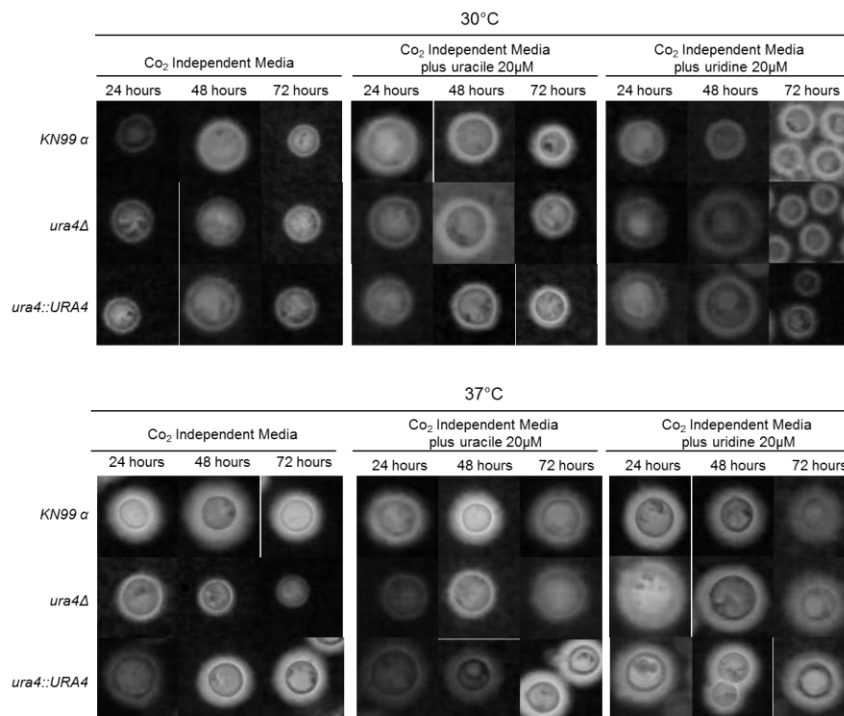 30°C
Co₂ Independent Media
Co₂ Independent Media
plus uracile 20µM
Co₂ Independent Media
plus uridine 20µM
24 hours 48 hours 72 hours 24 hours 48 hours 72 hours 24 hours 48 hours 72 hours
KN99 α
ura4Δ
ura4::URA4
37°C
Co₂ Independent Media
Co₂ Independent Media
plus uracile 20µM
Co₂ Independent Media
plus uridine 20µM
24 hours 48 hours 72 hours 24 hours 48 hours 72 hours 24 hours 48 hours 72 hours
KN99 α
ura4Δ
ura4::URA4